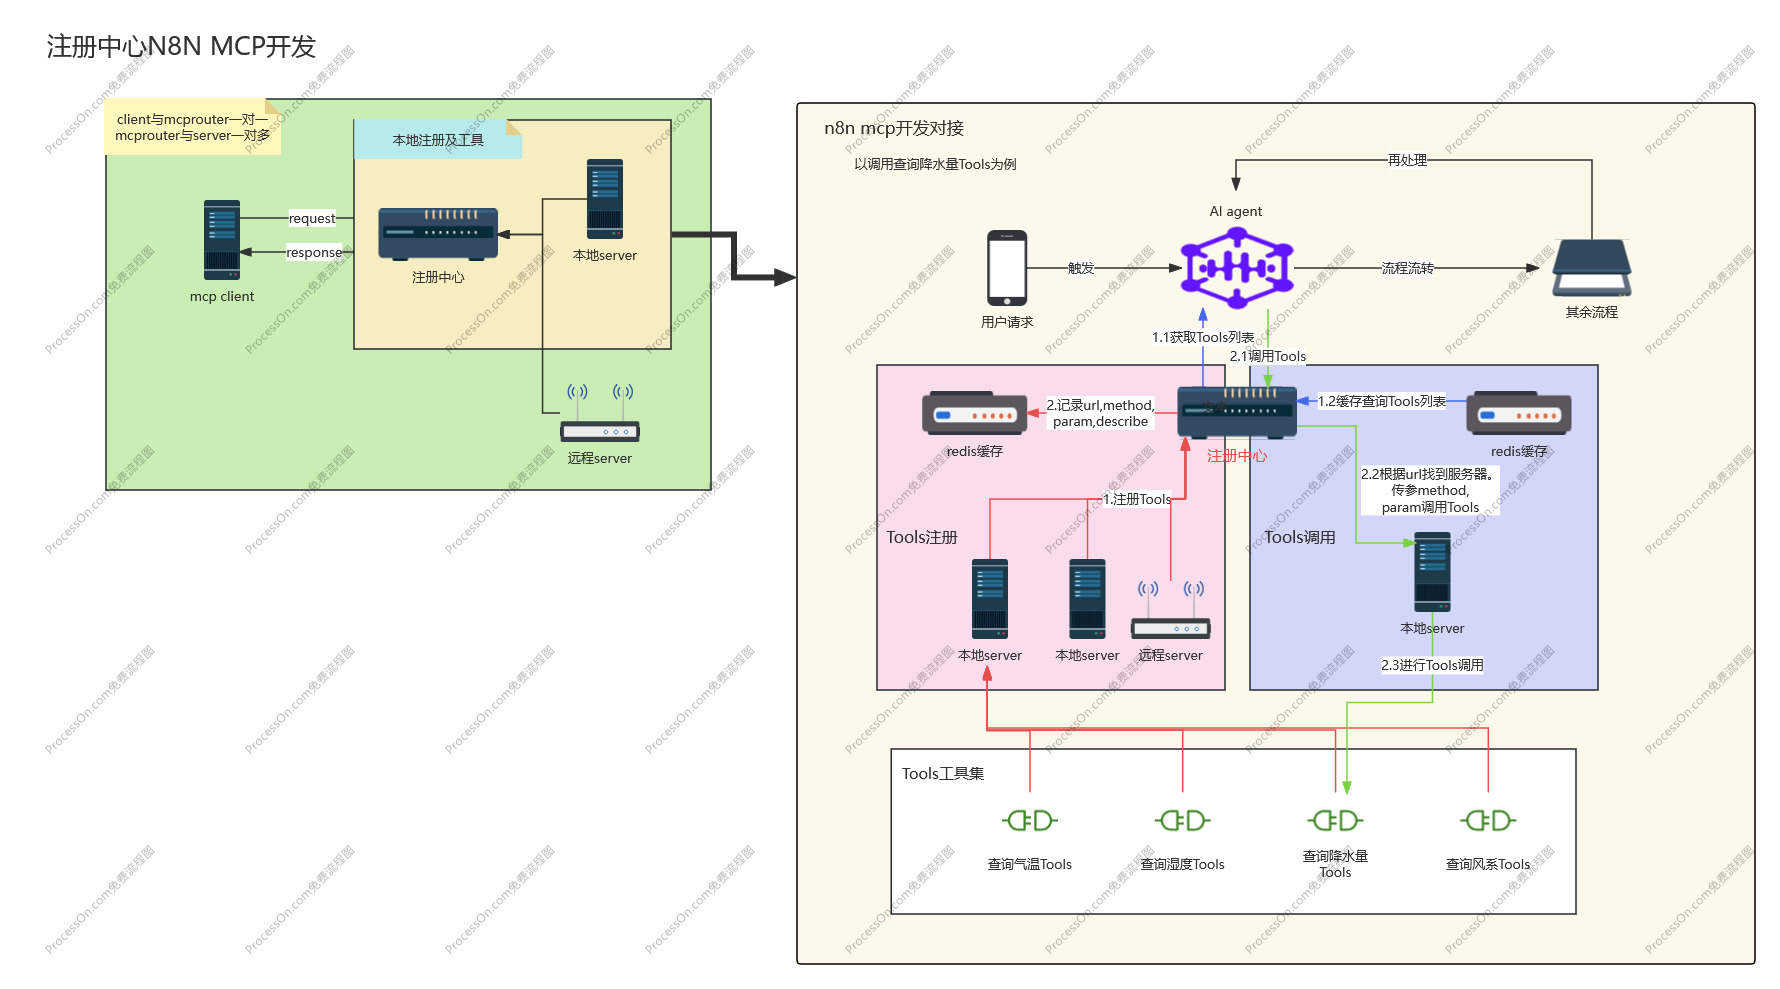 注册中心N8N MCP开发
client与mcprouter一对一
mcprouter与server一对多
本地注册及工具
request
response
mcp client
注册中心
本地server
远程server
n8n mcp开发对接
以调用查询降水量Tools为例
再处理
AI agent
触发
流程流转
用户请求
其余流程
1.1获取Tools列表
2.1调用Tools
redis缓存
2.记录url,method,
param,describe
注册中心
1.2缓存查询Tools列表
redis缓存
2.2根据url找到服务器。
传参method,
param调用Tools
1.注册Tools
Tools注册
Tools调用
本地server
本地server
远程server
本地server
2.3进行Tools调用
Tools工具集
查询气温Tools
查询湿度Tools
查询降水量
Tools
查询风系Tools
ProcessOn.com免费流程图